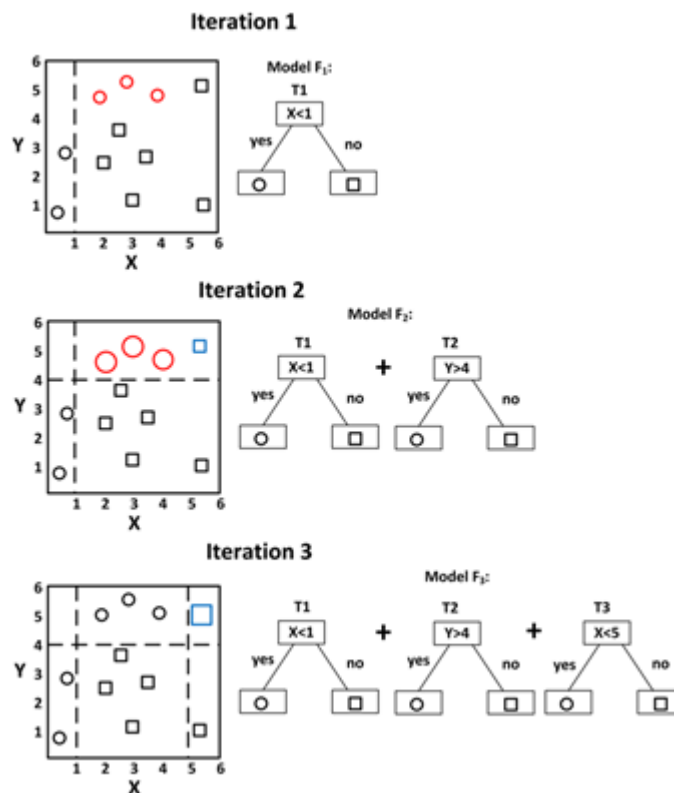 Iteration 1
Model F₁:
T1
X<1
yes
no
6
5
4
3
2
1
Y
1 2 3 4 5 6
X
Iteration 2
Model F₂:
T1
X<1
yes
no
+
T2
Y>4
yes
no
6
5
4
3
2
1
Y
1 2 3 4 5 6
X
Iteration 3
Model F₃:
T1
X<1
yes
no
+
T2
Y>4
yes
no
+
T3
X<5
yes
no
6
5
4
3
2
1
Y
1 2 3 4 5 6
X